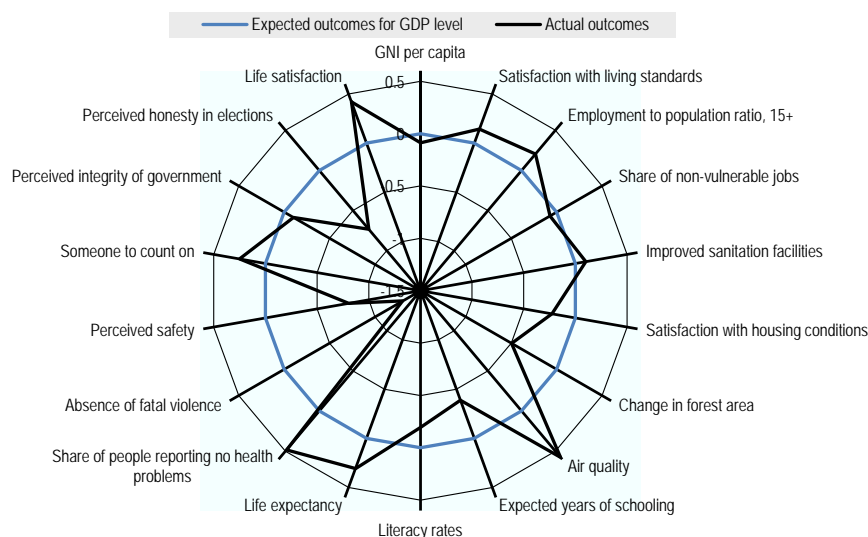 Expected outcomes for GDP level
Actual outcomes
GNI per capita
Life satisfaction
Satisfaction with living standards
Perceived honesty in elections
Employment to population ratio, 15+
Perceived integrity of government
Share of non-vulnerable jobs
Someone to count on
Improved sanitation facilities
Perceived safety
Satisfaction with housing conditions
Absence of fatal violence
Change in forest area
Share of people reporting no health
problems
Air quality
Life expectancy
Expected years of schooling
Literacy rates
0.5
0
0.5
-1.5